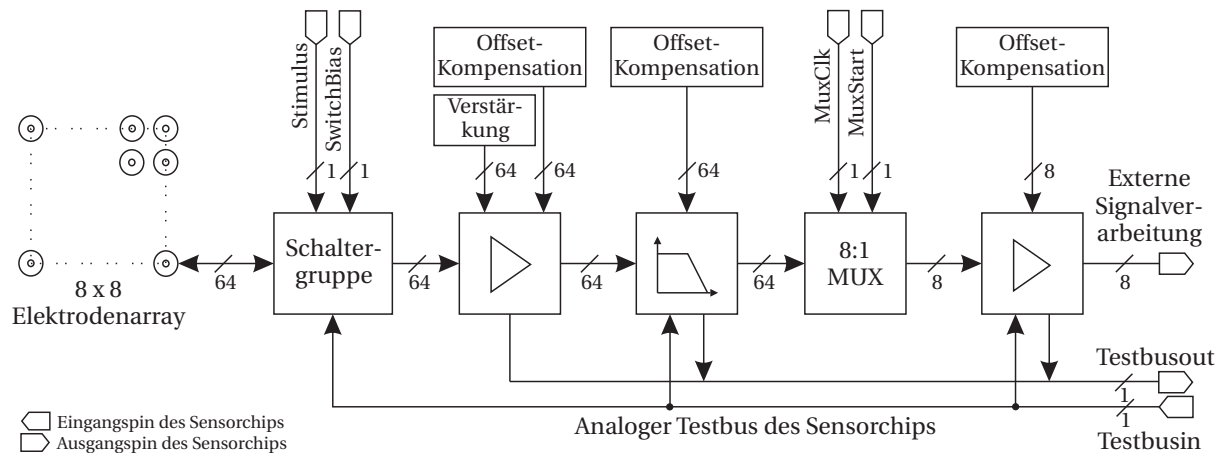 Stimulus
SwitchBias
Offset-
Kompensation
Verstär-
kung
Offset-
Kompensation
MuxClk
MuxStart
Offset-
Kompensation
1
1
64
64
64
1
1
8
Externe
Signalver-
arbeitung
Schalter-
gruppe
8:1
MUX
64
64
64
64
8
8
8 x 8
Elektrodenarray
Testbusout
1
1
Testbusin
Analoger Testbus des Sensorchips
Eingangspin des Sensorchips
Ausgangspin des Sensorchips